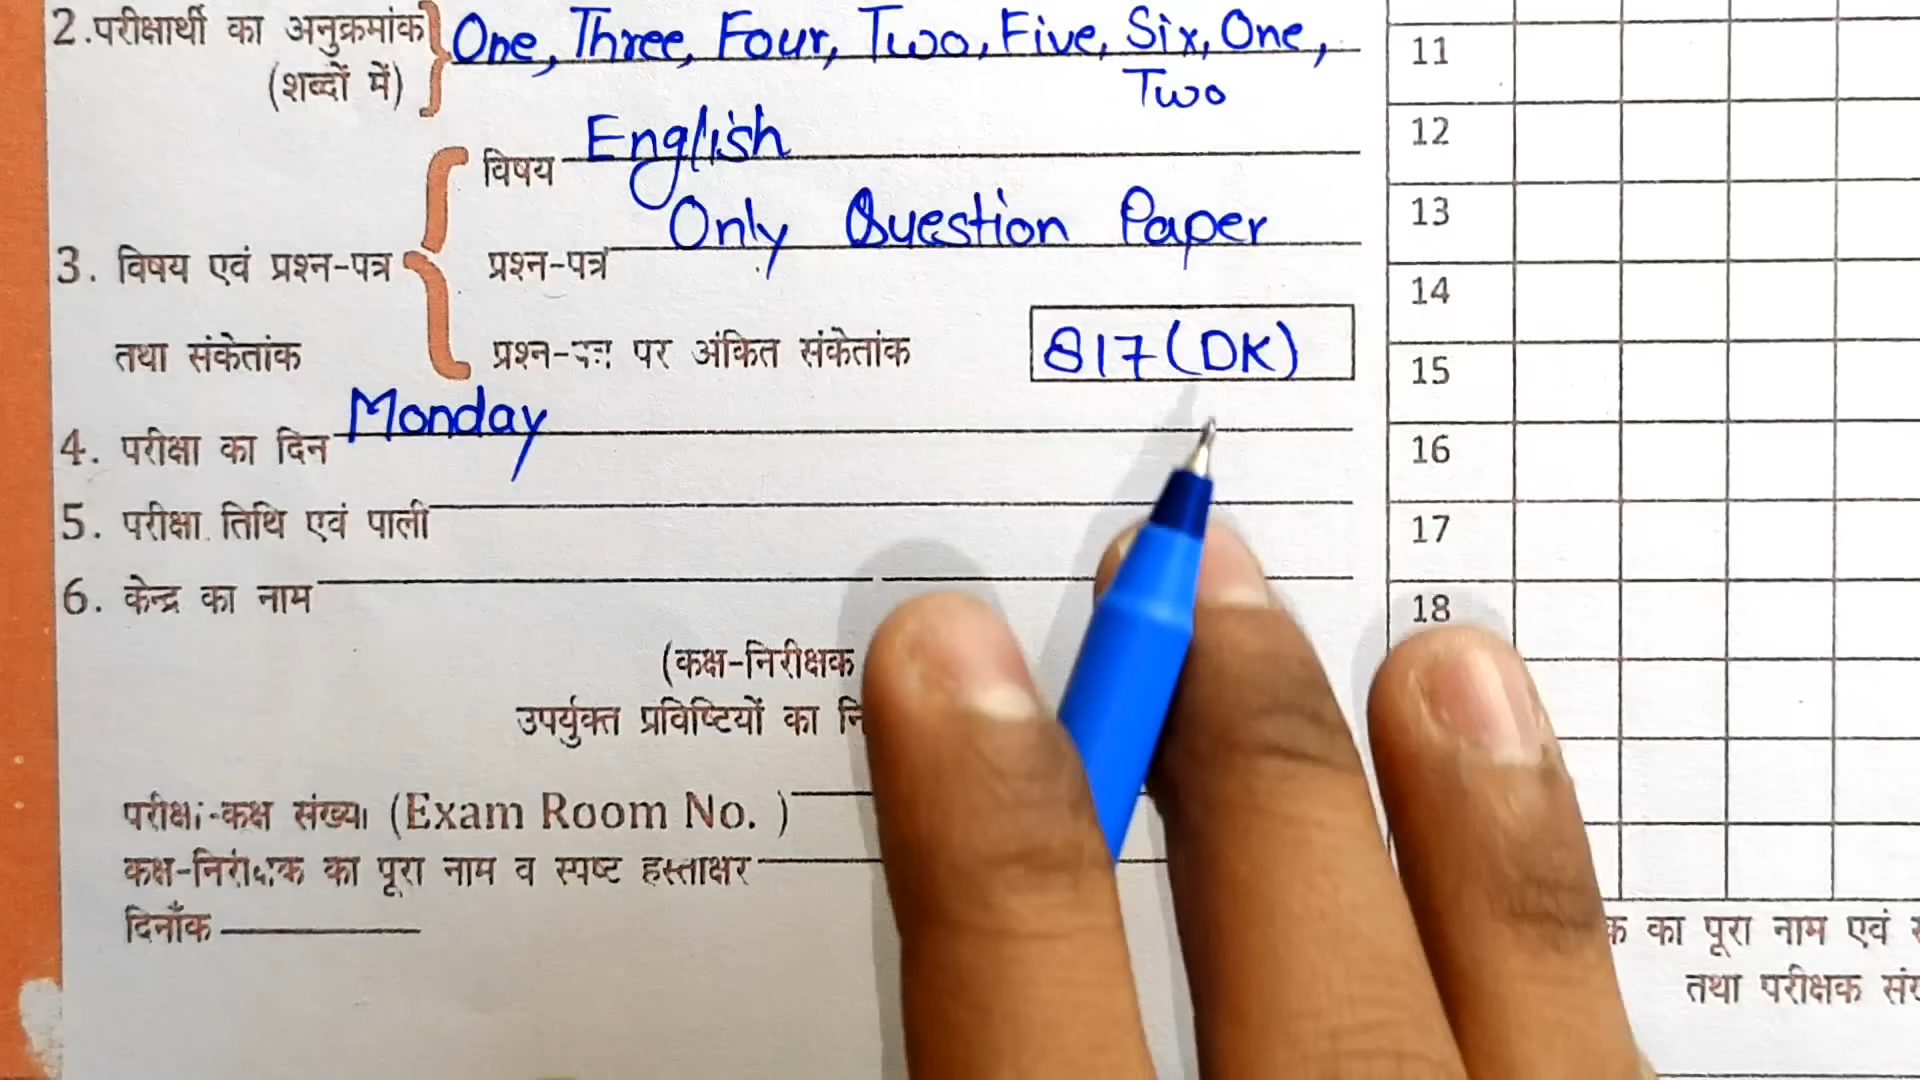 2.परीक्षार्थी का अनुक्रमांक One, Three, Four, Two, Five, Six, One,
(शब्दों में) Two
विषय English
Only Question Paper
3. विषय एवं प्रश्न-पत्र प्रश्न-पत्र
तथा संकेतांक प्रश्न-पत्र पर अंकित संकेतांक 817(DK)
4. परीक्षा का दिन Monday
5. परीक्षा तिथि एवं पाली
6. केन्द्र का नाम
(कक्ष-निरीक्षक
उपर्युक्त प्रविष्टियों का
परीक्षा-कक्ष संख्या (Exam Room No. )
कक्ष-निरीक्षक का पूरा नाम व स्पष्ट हस्ताक्षर
दिनाँक
11
12
13
14
15
16
17
18
का पूरा नाम एवं
तथा परीक्षक